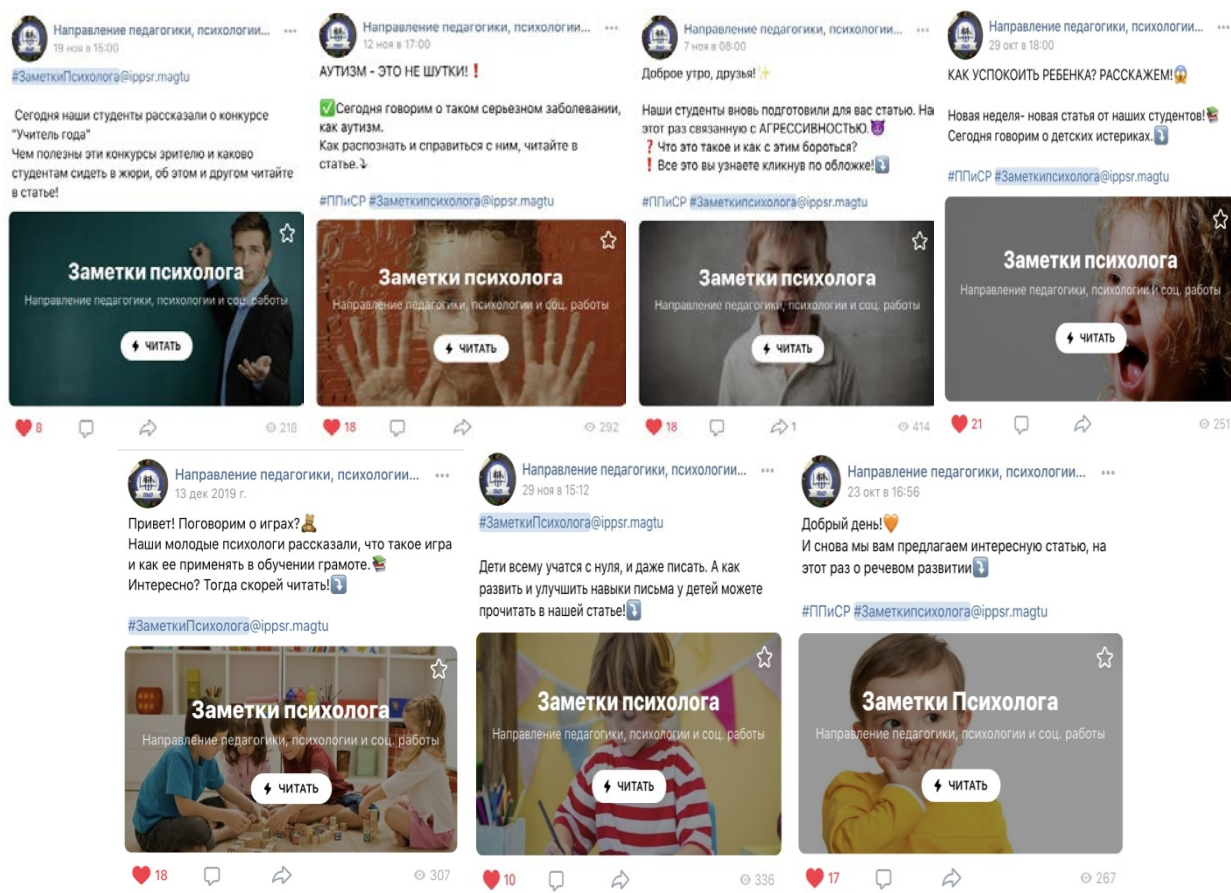 Направление педагогики, психологии...
19 ноя в 15:00
#ЗаметкиПсихолога@ippsr.magtu
Сегодня наши студенты рассказали о конкурсе
"Учитель года"
Чем полезны эти конкурсы зрителю и каково
студентам сидеть в жюри, об этом и другом читайте
в статье!
Заметки психолога
Направление педагогики, психологии и соц. работы
ЧИТАТЬ
8
218
Направление педагогики, психологии...
12 ноя в 17:00
АУТИЗМ - ЭТО НЕ ШУТКИ!❗
✅Сегодня говорим о таком серьезном заболевании,
как аутизм.
Как распознать и справиться с ним, читайте в
статье.⤵
#ППиСР #Заметкипсихолога@ippsr.magtu
Заметки психолога
Направление педагогики, психологии и соц. работы
ЧИТАТЬ
18
292
Направление педагогики, психологии...
7 ноя в 08:00
Доброе утро, друзья!✨
Наши студенты вновь подготовили для вас статью. На
этот раз связанную с АГРЕССИВНОСТЬЮ.😈
❓Что это такое и как с этим бороться?
❗Все это вы узнаете кликнув по обложке!⤵
#ППиСР #Заметкипсихолога@ippsr.magtu
Заметки психолога
Направление педагогики, психологии и соц. работы
ЧИТАТЬ
18
1
414
Направление педагогики, психологии...
29 окт в 18:00
КАК УСПОКОИТЬ РЕБЕНКА? РАССКАЖЕМ!😱
Новая неделя- новая статья от наших студентов!📚
Сегодня говорим о детских истериках.⤵
#ППиСР #Заметкипсихолога@ippsr.magtu
Заметки психолога
Направление педагогики, психологии и соц. работы
ЧИТАТЬ
21
251
Направление педагогики, психологии...
13 дек 2019 г.
Привет! Поговорим о играх?🧸
Наши молодые психологи рассказали, что такое игра
и как ее применять в обучении грамоте.📚
Интересно? Тогда скорей читать!⤵
#ЗаметкиПсихолога@ippsr.magtu
Заметки психолога
Направление педагогики, психологии и соц. работы
ЧИТАТЬ
18
307
Направление педагогики, психологии...
29 ноя в 15:12
#ЗаметкиПсихолога@ippsr.magtu
Дети всему учатся с нуля, и даже писать. А как
развить и улучшить навыки письма у детей можете
прочитать в нашей статье!⤵
Заметки психолога
Направление педагогики, психологии и соц. работы
ЧИТАТЬ
10
336
Направление педагогики, психологии...
23 окт в 16:56
Добрый день!🧡
И снова мы вам предлагаем интересную статью, на
этот раз о речевом развитии⤵
#ППиСР #Заметкипсихолога@ippsr.magtu
Заметки Психолога
Направление педагогики, психологии и соц. работы
ЧИТАТЬ
17
267